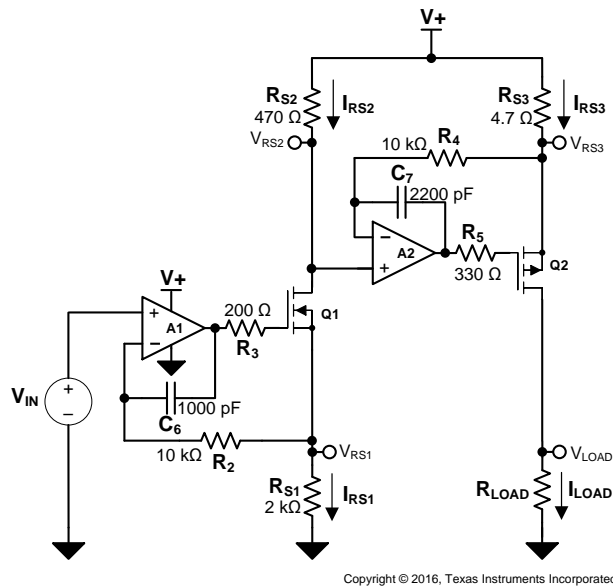 V+
RS2
470 Ω
IRS2
RS3
4.7 Ω
IRS3
VRS2
10 kΩ
R4
VRS3
C7
2200 pF
A2
R5
330 Ω
Q2
V+
A1
200 Ω
R3
Q1
VIN
1000 pF
C6
10 kΩ
R2
VRS1
RS1
2 kΩ
IRS1
VLOAD
RLOAD
ILOAD
Copyright © 2016, Texas Instruments Incorporated